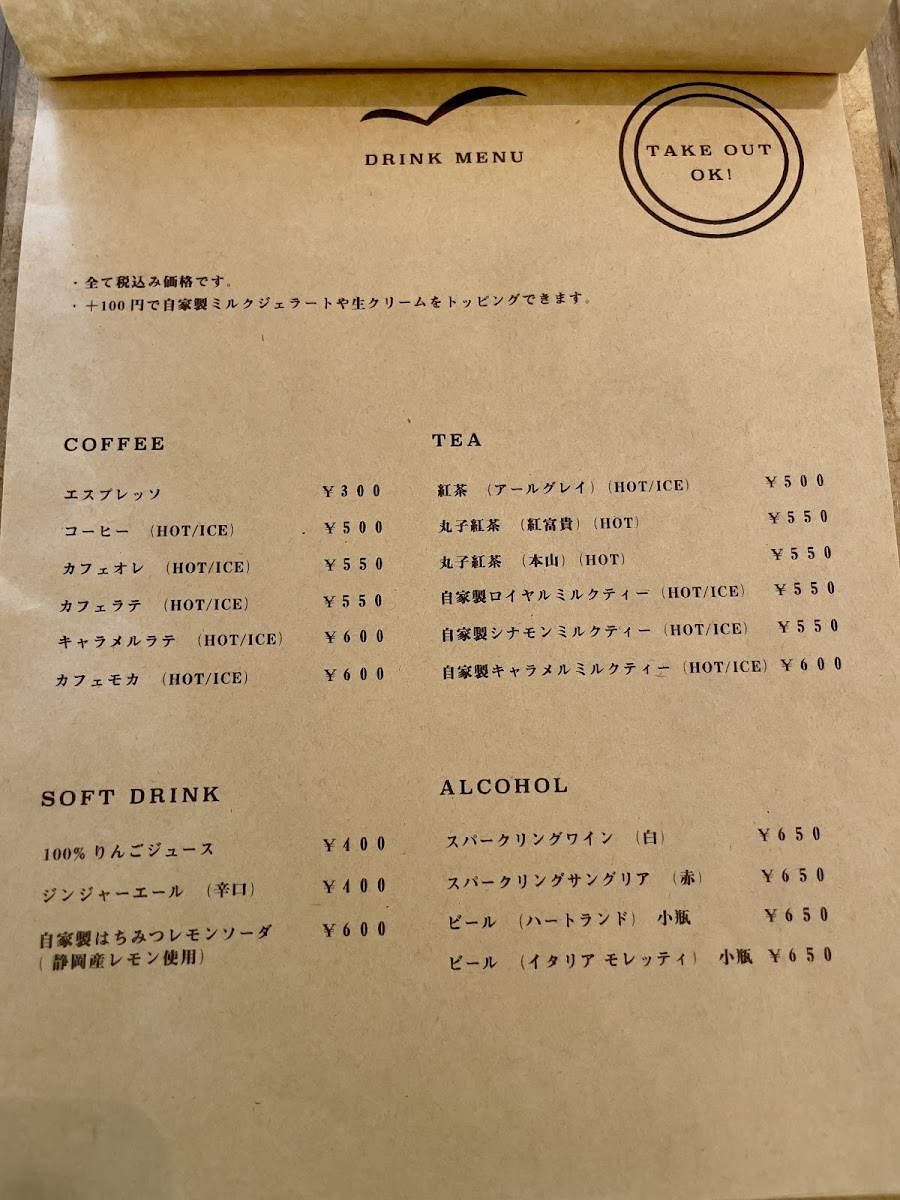 DRINK MENU
TAKE OUT
OK!
・全て税込み価格です。
・＋100 円で自家製ミルクジェラートや生クリームをトッピングできます。
COFFEE
エスプレッソ ￥300
コーヒー （HOT/ICE） ￥500
カフェオレ （HOT/ICE） ￥550
カフェラテ （HOT/ICE） ￥550
キャラメルラテ （HOT/ICE） ￥600
カフェモカ （HOT/ICE） ￥600
TEA
紅茶 （アールグレイ）（HOT/ICE） ￥500
丸子紅茶 （紅富貴）（HOT） ￥550
丸子紅茶 （本山）（HOT） ￥550
自家製ロイヤルミルクティー（HOT/ICE） ￥550
自家製シナモンミルクティー（HOT/ICE） ￥550
自家製キャラメルミルクティー（HOT/ICE） ￥600
SOFT DRINK
100% りんごジュース ￥400
ジンジャーエール （辛口） ￥400
自家製はちみつレモンソーダ ￥600
（静岡産レモン使用）
ALCOHOL
スパークリングワイン （白） ￥650
スパークリングサングリア （赤） ￥650
ビール （ハートランド） 小瓶 ￥650
ビール （イタリア モレッティ） 小瓶 ￥650